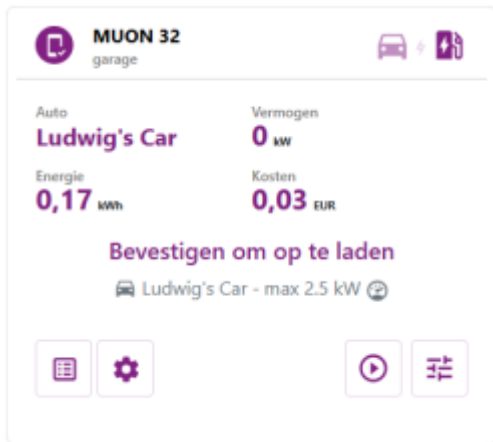 MUON 32
garage
Auto
Ludwig's Car
Vermogen
0 kW
Energie
0,17 kWh
Kosten
0,03 EUR
Bevestigen om op te laden
Ludwig's Car - max 2.5 kW